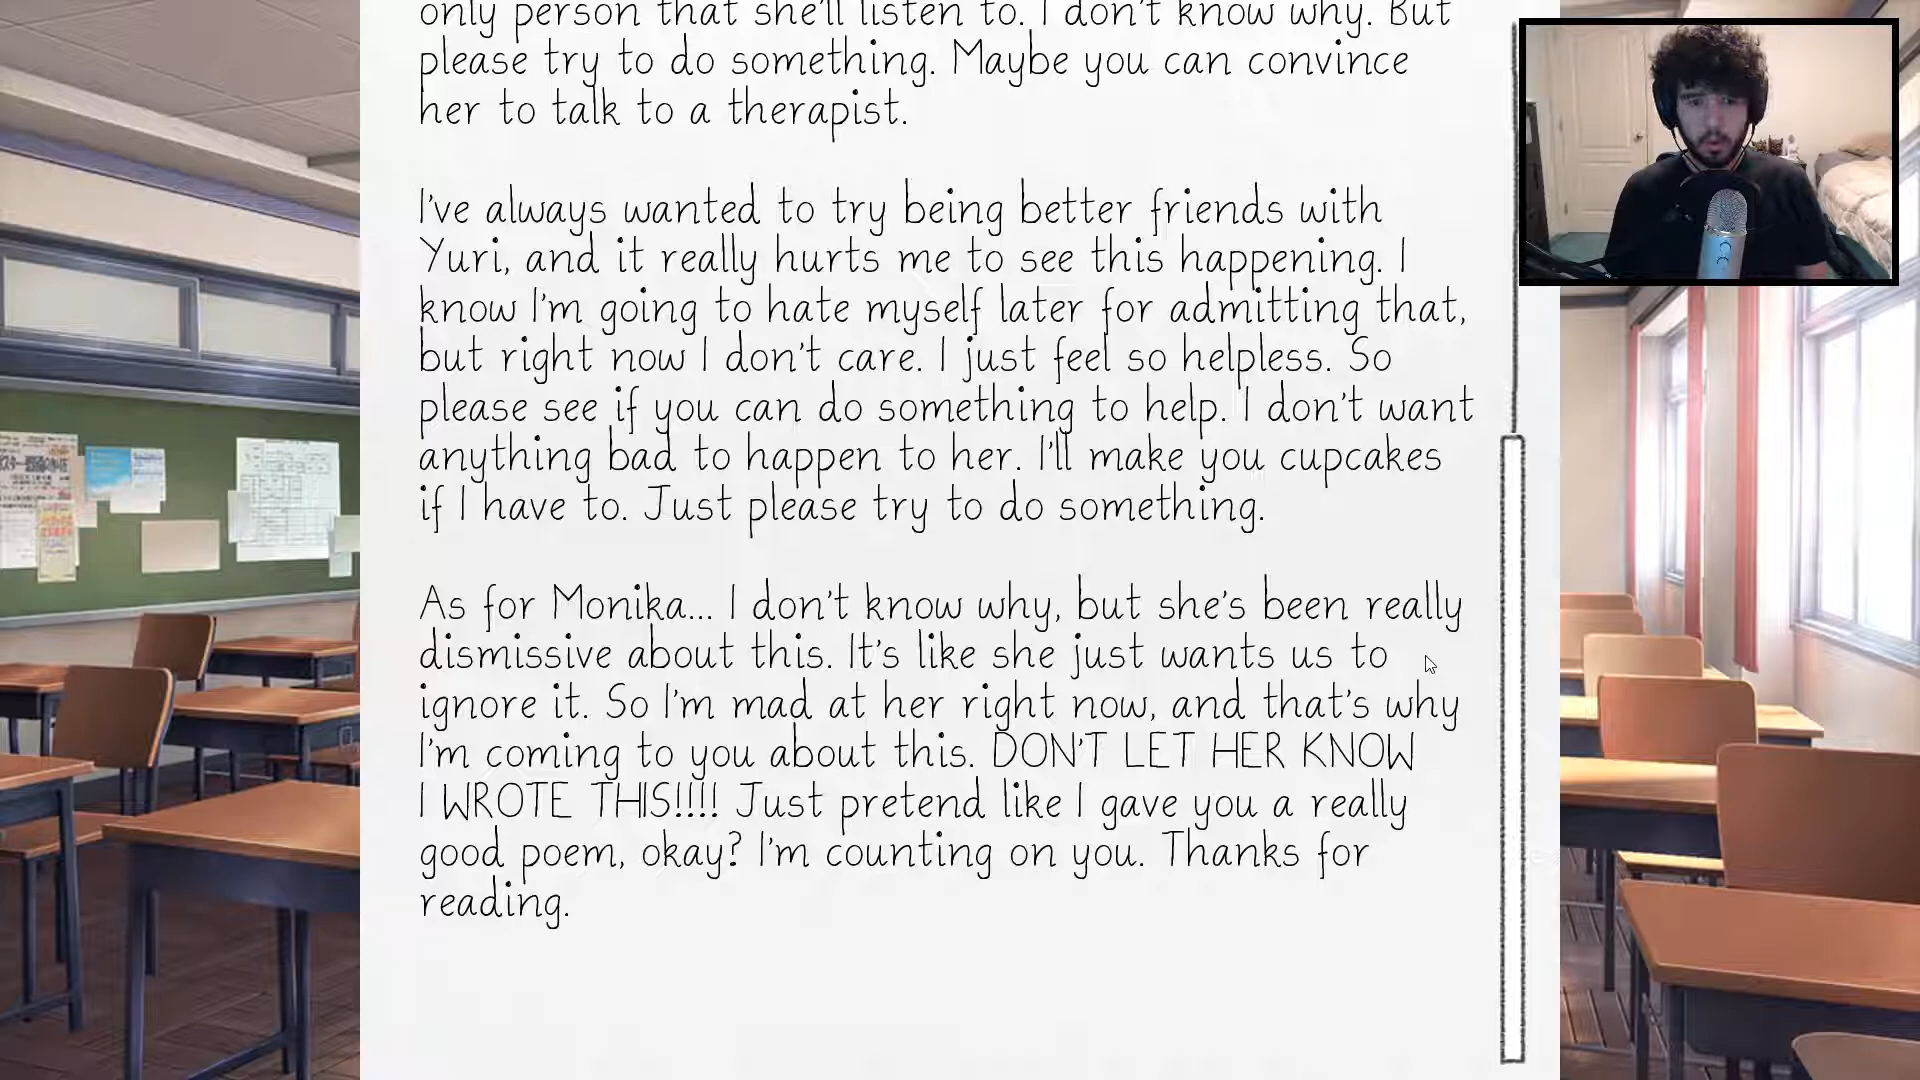 only person that she'll listen to. I don't know why. But
please try to do something. Maybe you can convince
her to talk to a therapist.
I've always wanted to try being better friends with
Yuri, and it really hurts me to see this happening. I
know I'm going to hate myself later for admitting that,
but right now I don't care. I just feel so helpless. So
please see if you can do something to help. I don't want
anything bad to happen to her. I'll make you cupcakes
if I have to. Just please try to do something.
As for Monika... I don't know why, but she's been really
dismissive about this. It's like she just wants us to
ignore it. So I'm mad at her right now, and that's why
I'm coming to you about this. DON'T LET HER KNOW
I WROTE THIS!!!! Just pretend like I gave you a really
good poem, okay? I'm counting on you. Thanks for
reading.